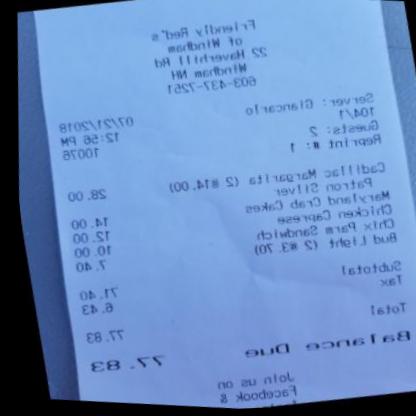 Friendly Red's
of Windham
22 Haverhill Rd
Windham NH
603-437-7251
Server: Giancarlo 07/21/2018
104/1 12:56 PM
Guests: 2 10076
Reprint #: 1
Cadillac Margarita (2 @14.00) 28.00
Patron Silver
Maryland Crab Cakes 14.00
Chicken Caprese 12.00
Chix Parm Sandwich 10.00
Bud Light (2 @3.70) 7.40
Subtotal 71.40
Tax 6.43
Total 77.83
Balance Due 77.83
Join us on
Facebook &